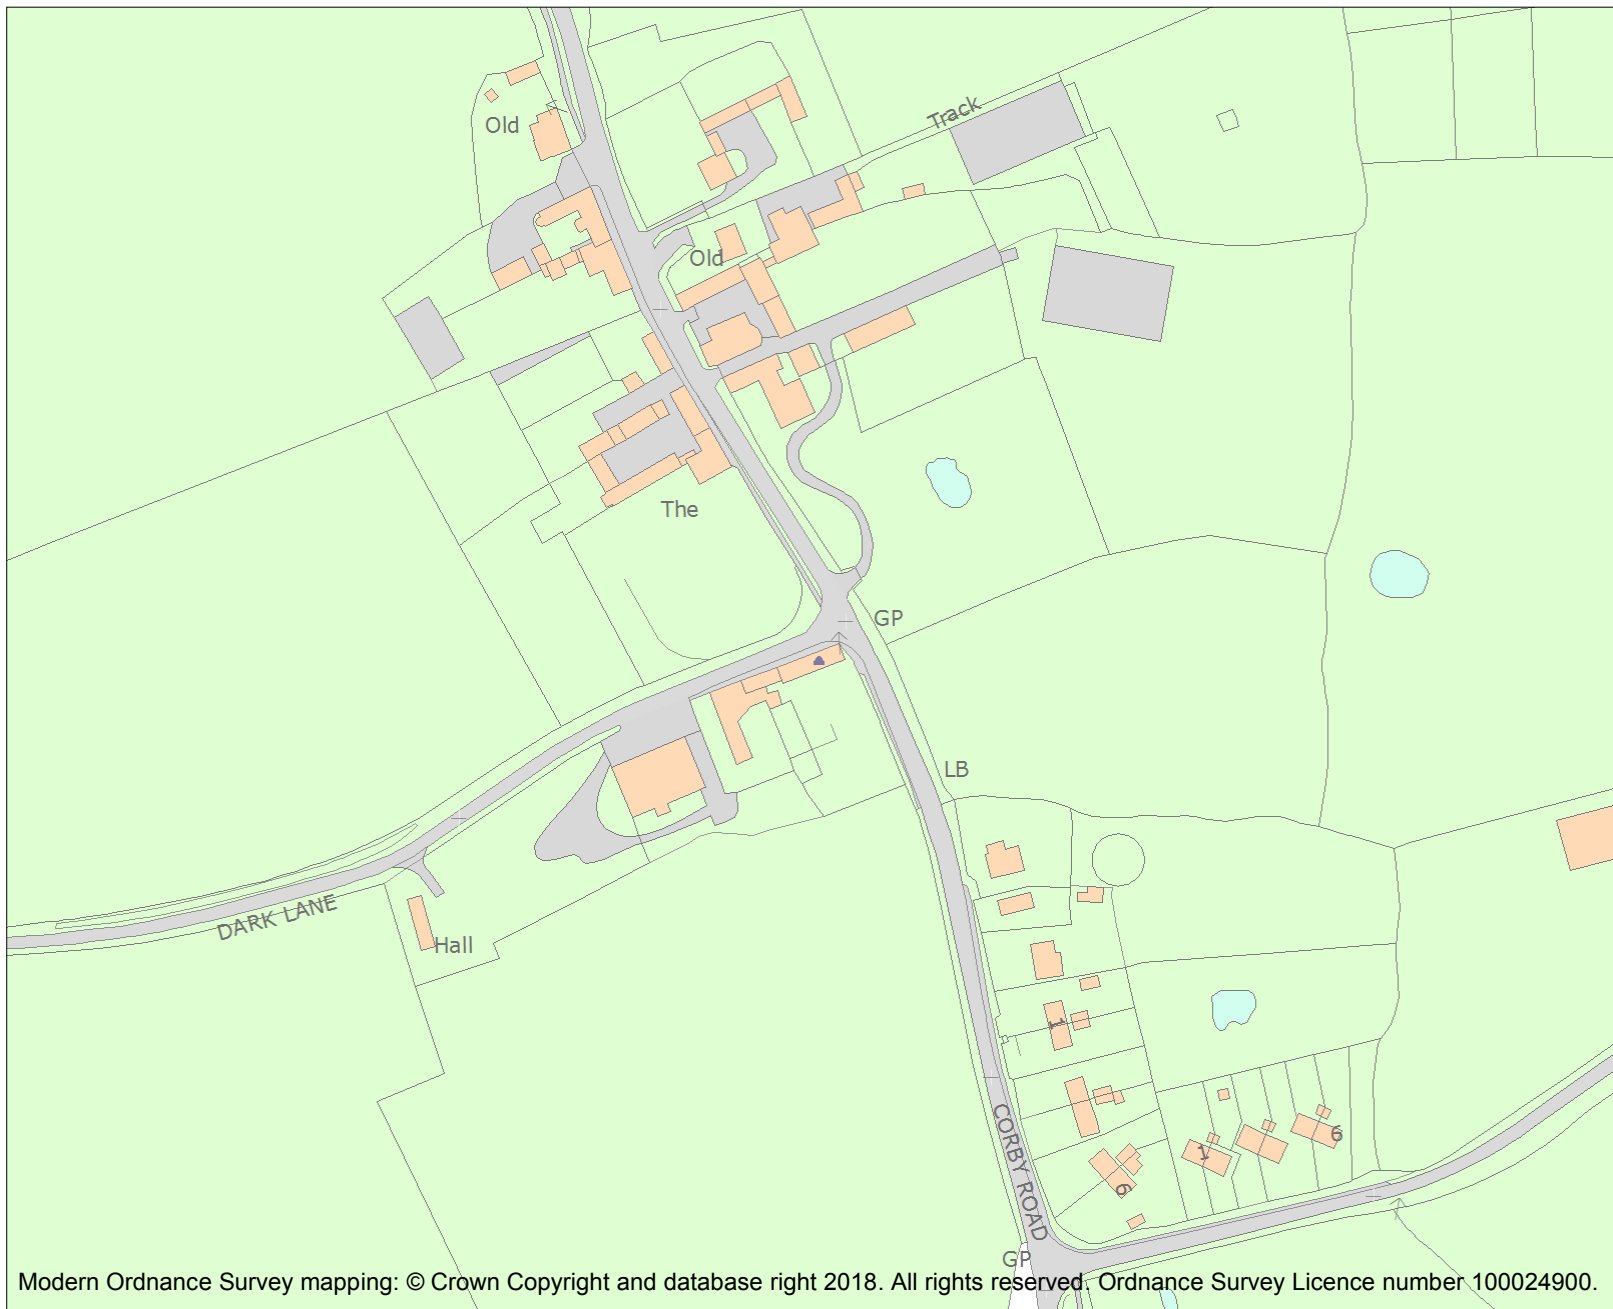 Track
Old
Old
The
GP
LB
DARK LANE
Hall
1
CORBY ROAD
6
1
6
GP
Modern Ordnance Survey mapping: © Crown Copyright and database right 2018. All rights reserved. Ordnance Survey Licence number 100024900.